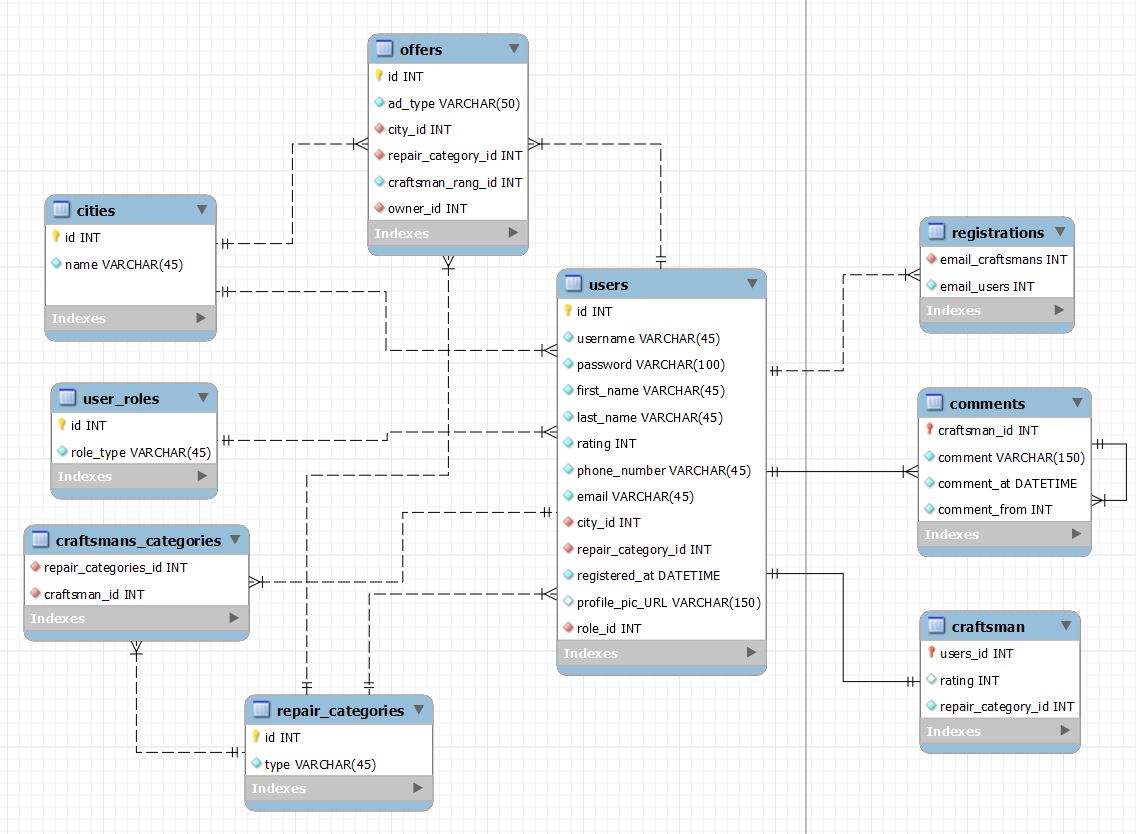 offers
id INT
ad_type VARCHAR(50)
city_id INT
repair_category_id INT
craftsman_rang_id INT
owner_id INT
Indexes
cities
id INT
name VARCHAR(45)
Indexes
user_roles
id INT
role_type VARCHAR(45)
Indexes
craftsmans_categories
repair_categories_id INT
craftsman_id INT
Indexes
repair_categories
id INT
type VARCHAR(45)
Indexes
users
id INT
username VARCHAR(45)
password VARCHAR(100)
first_name VARCHAR(45)
last_name VARCHAR(45)
rating INT
phone_number VARCHAR(45)
email VARCHAR(45)
city_id INT
repair_category_id INT
registered_at DATETIME
profile_pic_URL VARCHAR(150)
role_id INT
Indexes
registrations
email_craftsmans INT
email_users INT
Indexes
comments
craftsman_id INT
comment VARCHAR(150)
comment_at DATETIME
comment_from INT
Indexes
craftsman
users_id INT
rating INT
repair_category_id INT
Indexes